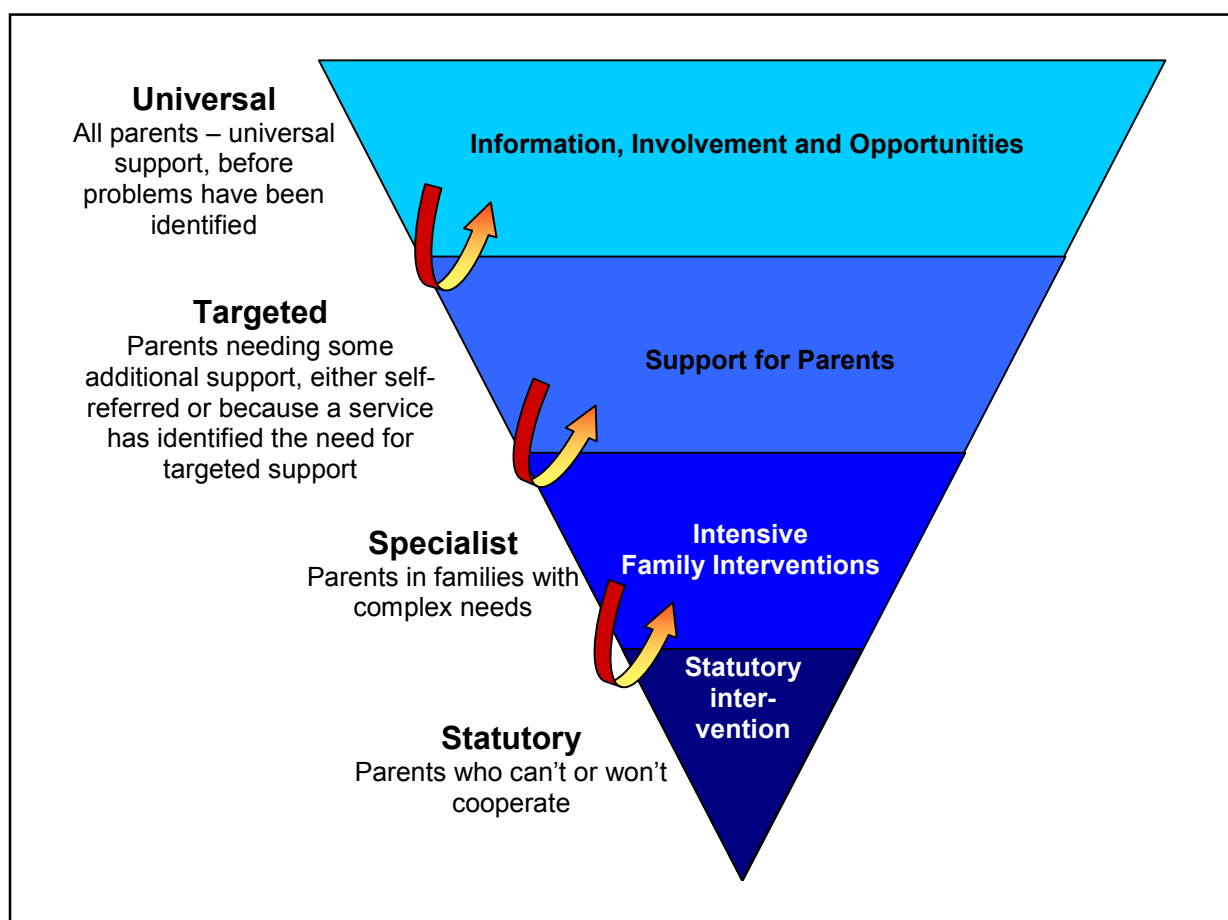 Universal
All parents – universal
support, before
problems have been
identified
Information, Involvement and Opportunities
Targeted
Parents needing some
additional support, either self-
referred or because a service
has identified the need for
targeted support
Support for Parents
Specialist
Parents in families with
complex needs
Intensive
Family Interventions
Statutory
Parents who can’t or won’t
cooperate
Statutory
inter-
vention